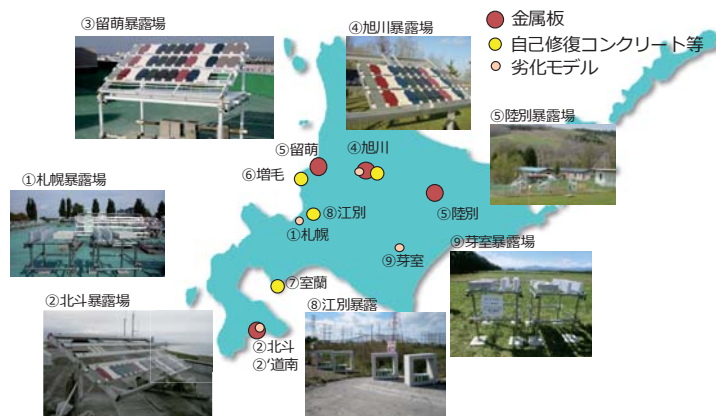 ③留萌暴露場
④旭川暴露場
金属板
自己修復コンクリート等
劣化モデル
⑤陸別暴露場
⑤留萌
④旭川
⑥増毛
①札幌暴露場
⑧江別
①札幌
⑤陸別
⑨芽室
⑨芽室暴露場
⑦室蘭
②北斗暴露場
⑧江別暴露
②北斗
②'道南